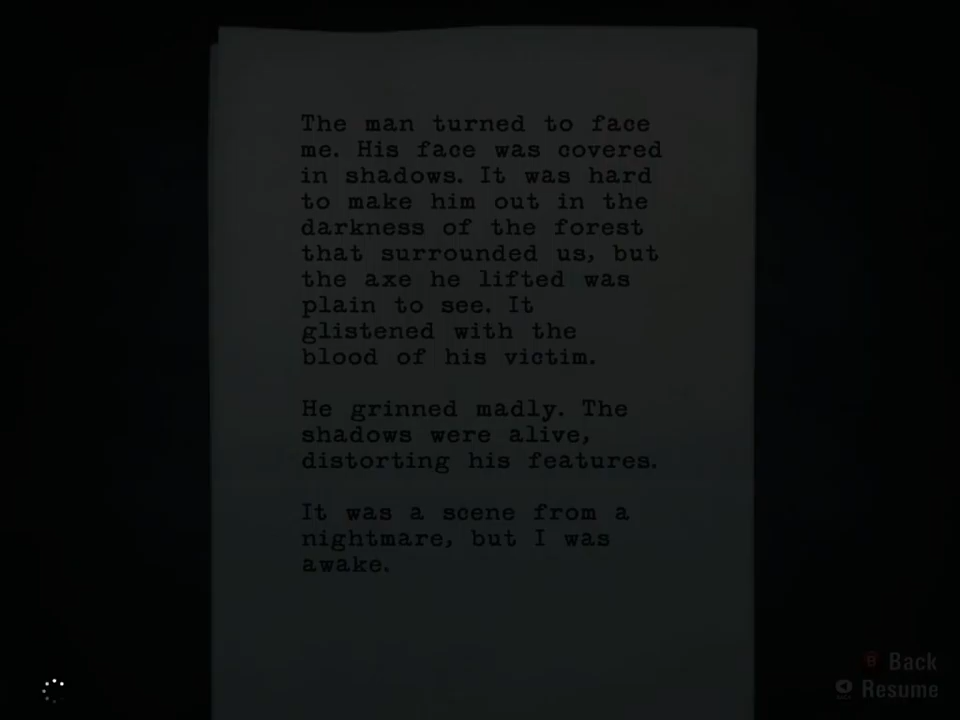 The man turned to face
me. His face was covered
in shadows. It was hard
to make him out in the
darkness of the forest
that surrounded us, but
the axe he lifted was
plain to see. It
glistened with the
blood of his victim.
He grinned madly. The
shadows were alive,
distorting his features.
It was a scene from a
nightmare, but I was
awake.
B Back
Resume